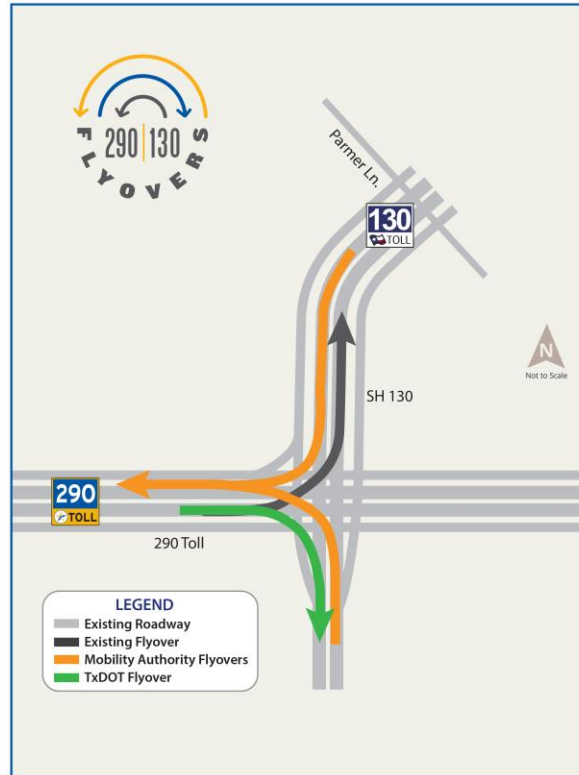 290|130
FLYOVERS
Parmer Ln.
130
TOLL
N
Not to Scale
SH 130
290
TOLL
290 Toll
LEGEND
Existing Roadway
Existing Flyover
Mobility Authority Flyovers
TxDOT Flyover